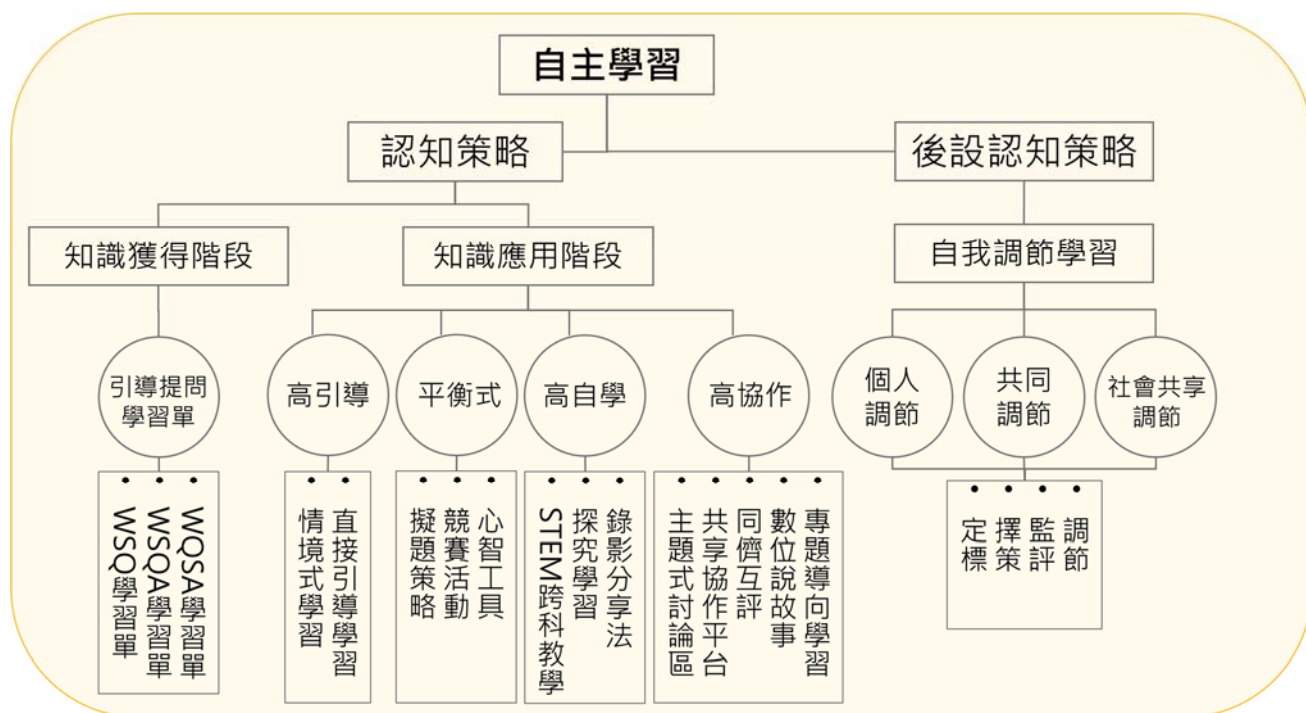 自主學習
認知策略
後設認知策略
知識獲得階段
知識應用階段
自我調節學習
引導提問
學習單
高引導
平衡式
高自學
高協作
個人
調節
共同
調節
社會共享
調節
WQSA學習單
WSQA學習單
WSQ學習單
直接引導學習
情境式學習
心智工具
競賽活動
擬題策略
錄影分享法
探究學習
STEM跨科教學
專題導向學習
數位說故事
同儕互評
共享協作平台
主題式討論區
調節
監評
擇策
定標